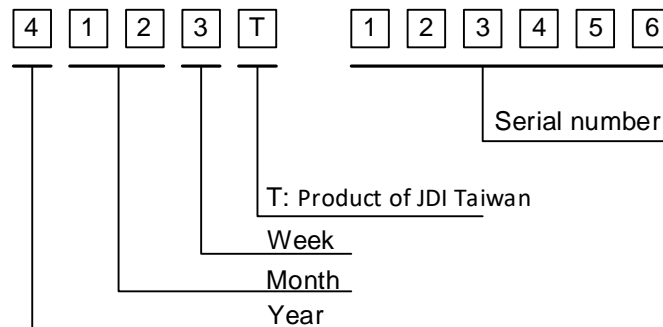 4 1 2 3 T 1 2 3 4 5 6
Serial number
T: Product of JDI Taiwan
Week
Month
Year